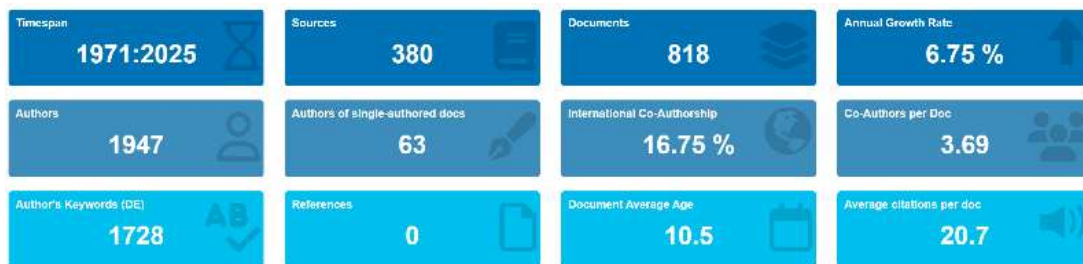 Timespan
1971:2025
Sources
380
Documents
818
Annual Growth Rate
6.75 %
Authors
1947
Authors of single-authored docs
63
International Co-Authorship
16.75 %
Co-Authors per Doc
3.69
Author's Keywords (DE)
1728
AB
References
0
Document Average Age
10.5
Average citations per doc
20.7